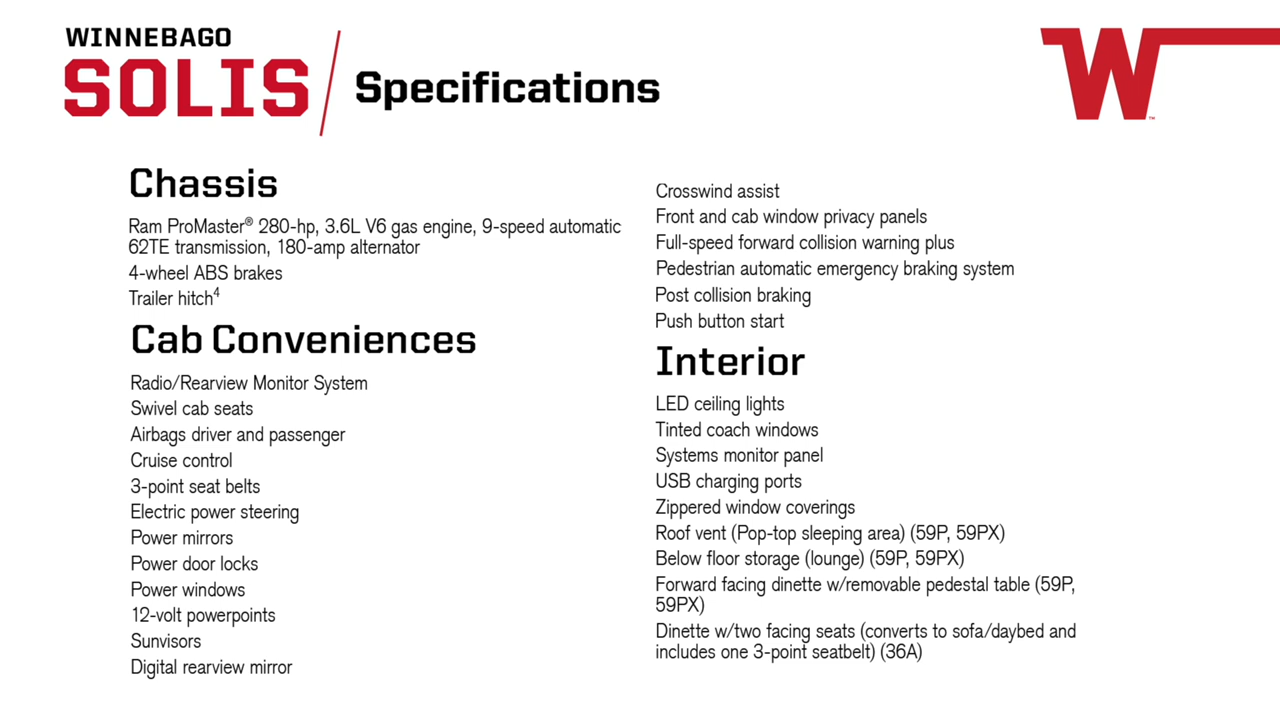 WINNEBAGO
SOLIS
Specifications
W™
Chassis
Ram ProMaster® 280-hp, 3.6L V6 gas engine, 9-speed automatic
62TE transmission, 180-amp alternator
4-wheel ABS brakes
Trailer hitch⁴
Cab Conveniences
Radio/Rearview Monitor System
Swivel cab seats
Airbags driver and passenger
Cruise control
3-point seat belts
Electric power steering
Power mirrors
Power door locks
Power windows
12-volt powerpoints
Sunvisors
Digital rearview mirror
Crosswind assist
Front and cab window privacy panels
Full-speed forward collision warning plus
Pedestrian automatic emergency braking system
Post collision braking
Push button start
Interior
LED ceiling lights
Tinted coach windows
Systems monitor panel
USB charging ports
Zippered window coverings
Roof vent (Pop-top sleeping area) (59P, 59PX)
Below floor storage (lounge) (59P, 59PX)
Forward facing dinette w/removable pedestal table (59P,
59PX)
Dinette w/two facing seats (converts to sofa/daybed and
includes one 3-point seatbelt) (36A)